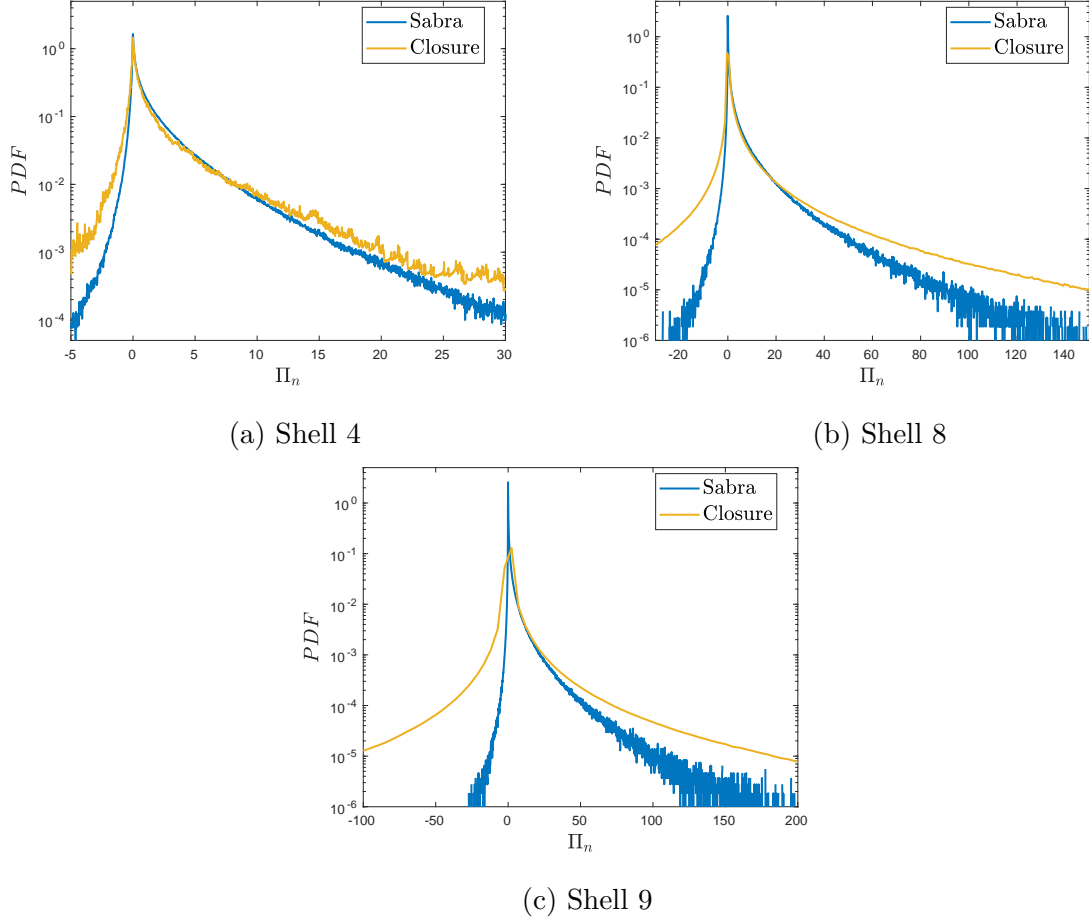 Sabra
Closure
10^0
10^-1
10^-2
10^-3
10^-4
PDF
-5 0 5 10 15 20 25 30
Π_n
(a) Shell 4
Sabra
Closure
10^0
10^-1
10^-2
10^-3
10^-4
10^-5
10^-6
PDF
-20 0 20 40 60 80 100 120 140
Π_n
(b) Shell 8
Sabra
Closure
10^0
10^-1
10^-2
10^-3
10^-4
10^-5
10^-6
PDF
-100 -50 0 50 100 150 200
Π_n
(c) Shell 9